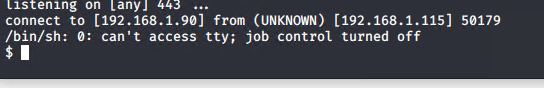 listening on [any] 443 ...
connect to [192.168.1.90] from (UNKNOWN) [192.168.1.115] 50179
/bin/sh: 0: can't access tty; job control turned off
$